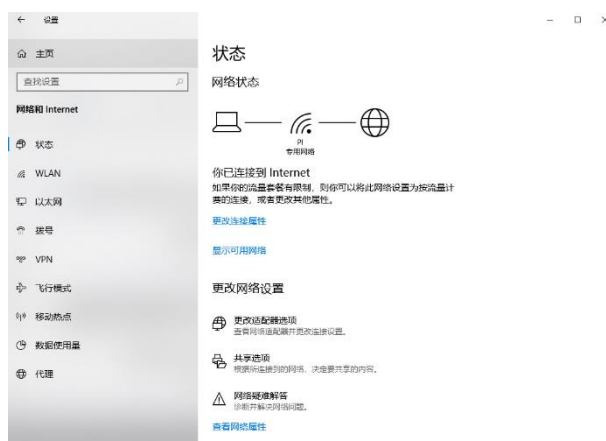 设置
主页
查找设置
网络和 Internet
状态
WLAN
以太网
拨号
VPN
飞行模式
移动热点
数据使用量
代理
状态
网络状态
PI
专用网络
你已连接到 Internet
如果你的流量套餐有限制，则你可以将此网络设置为按流量计
费的连接，或者更改其他属性。
更改连接属性
显示可用网络
更改网络设置
更改适配器选项
查看网络适配器并更改连接设置。
共享选项
根据所连接到的网络，决定要共享的内容。
网络疑难解答
诊断并解决网络问题。
查看网络属性